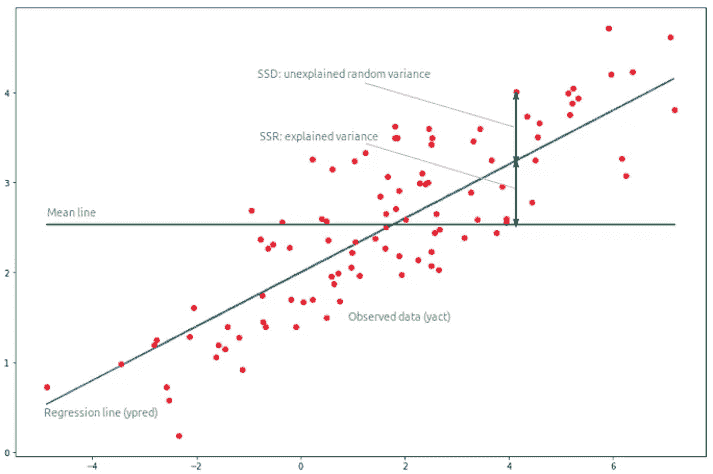 SSD: unexplained random variance
SSR: explained variance
Mean line
Observed data (yact)
Regression line (ypred)
4
3
2
1
0
−4
−2
0
2
4
6